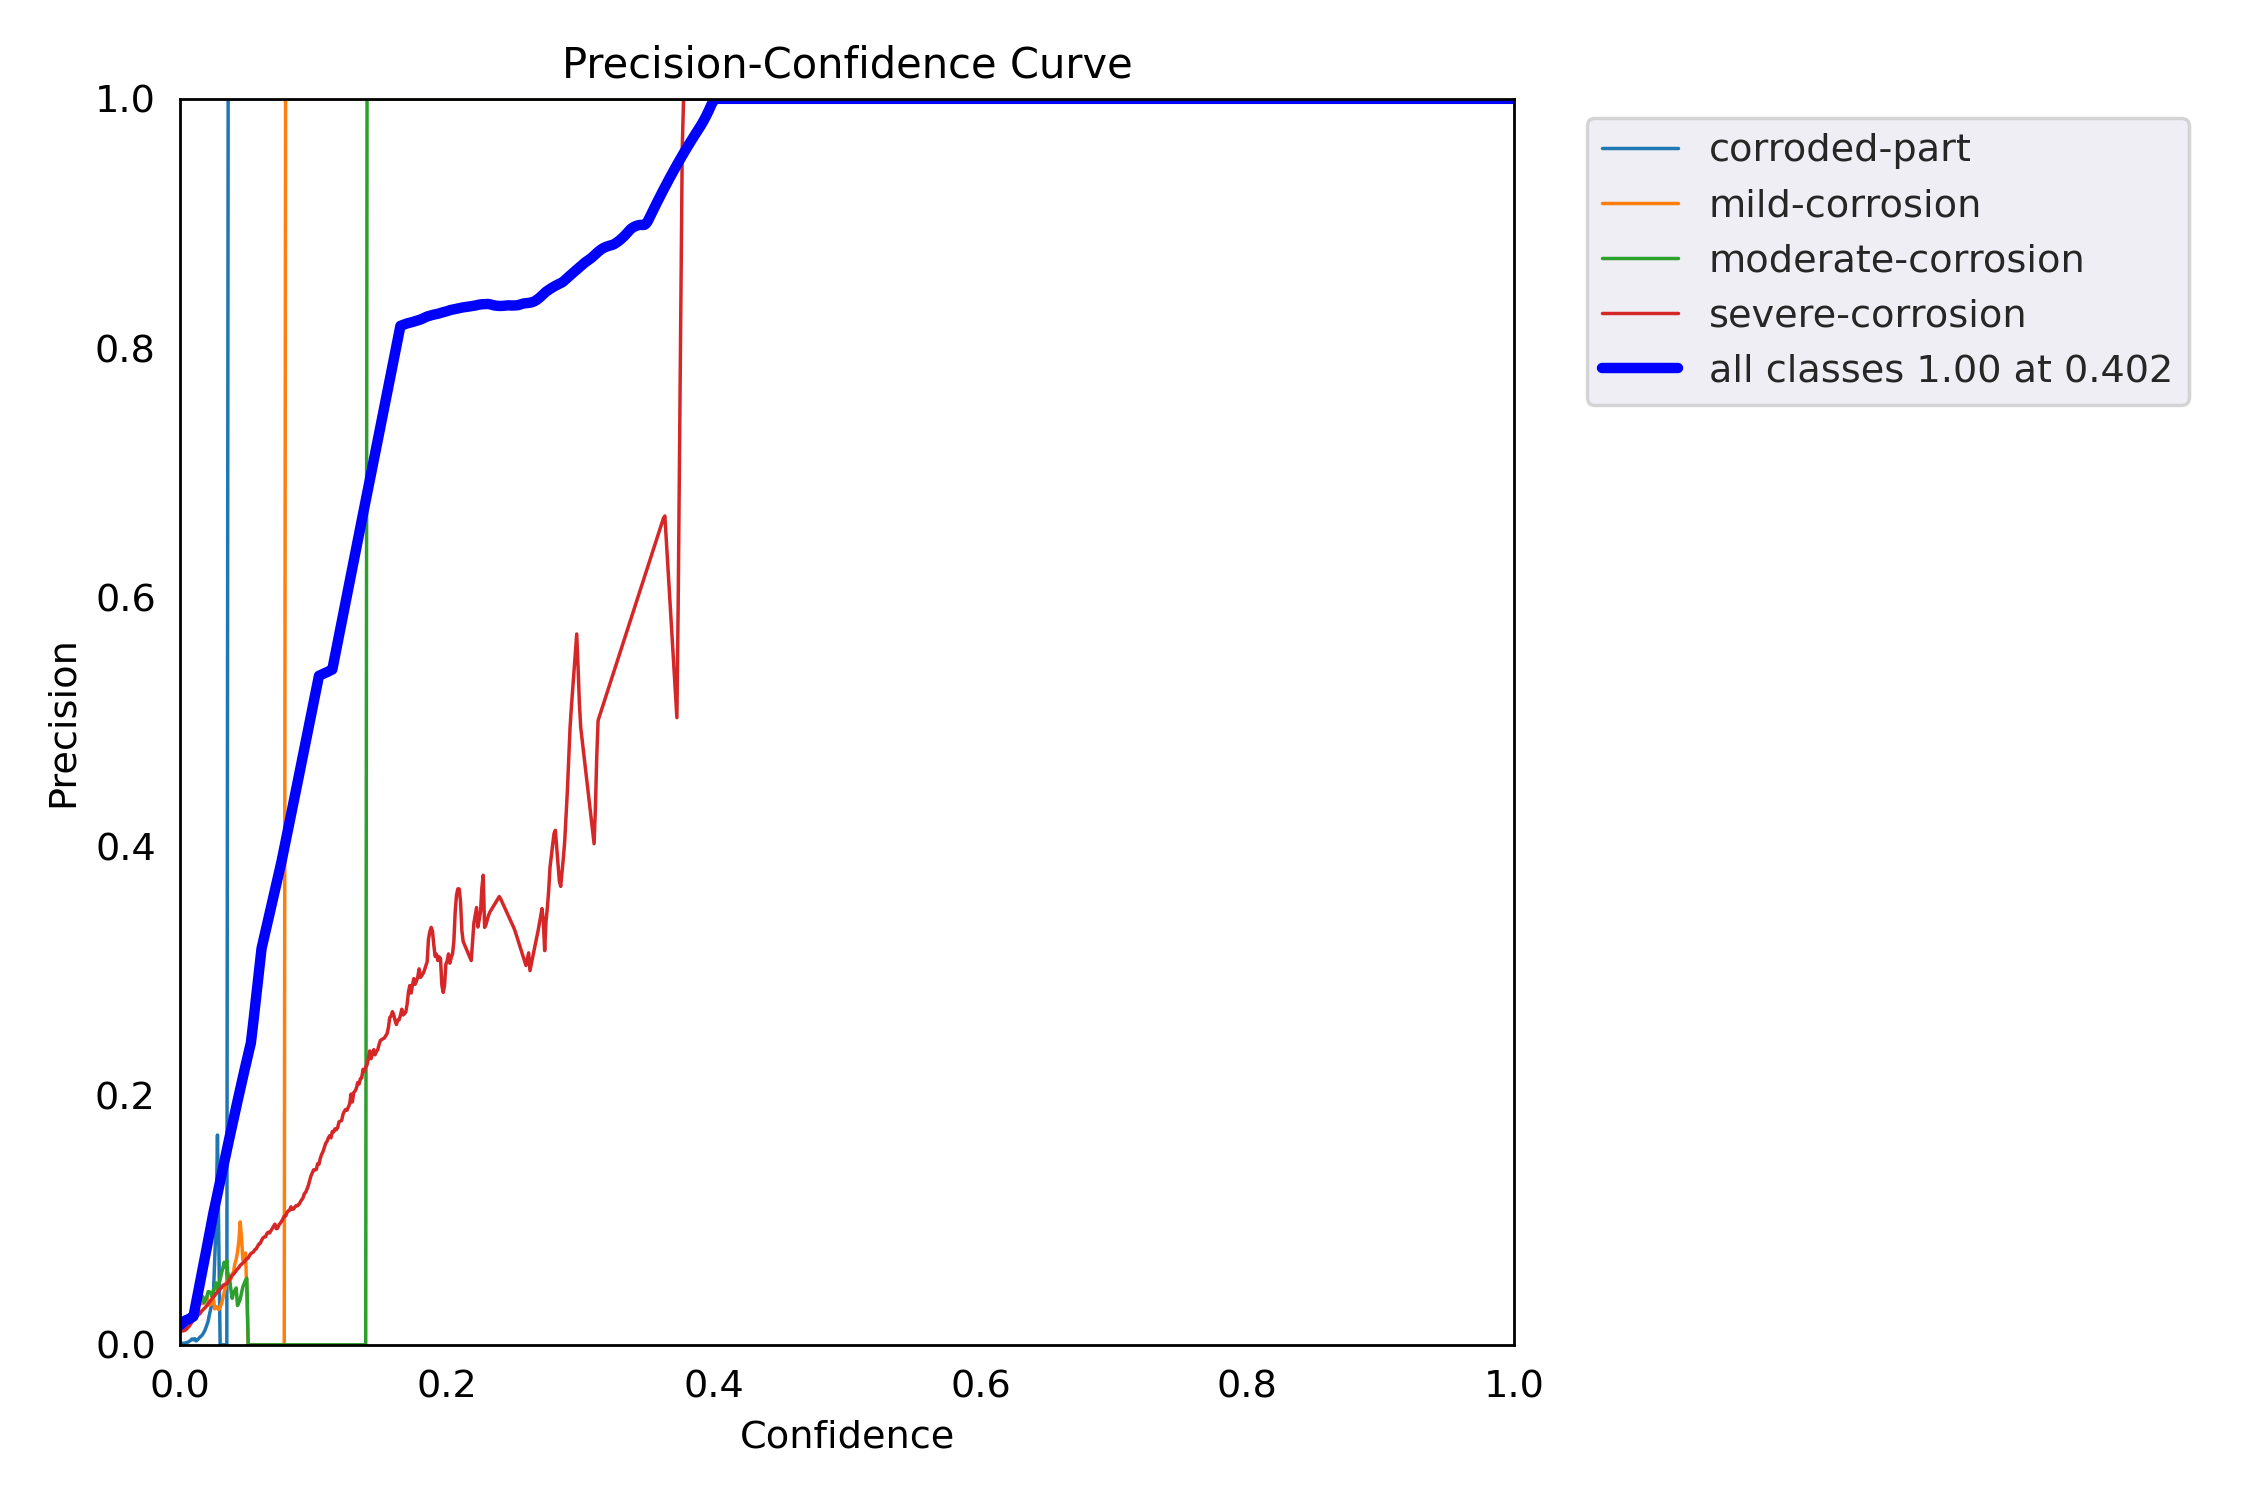 Precision-Confidence Curve
1.0
0.8
0.6
0.4
0.2
0.0
Precision
0.0 0.2 0.4 0.6 0.8 1.0
Confidence
corroded-part
mild-corrosion
moderate-corrosion
severe-corrosion
all classes 1.00 at 0.402